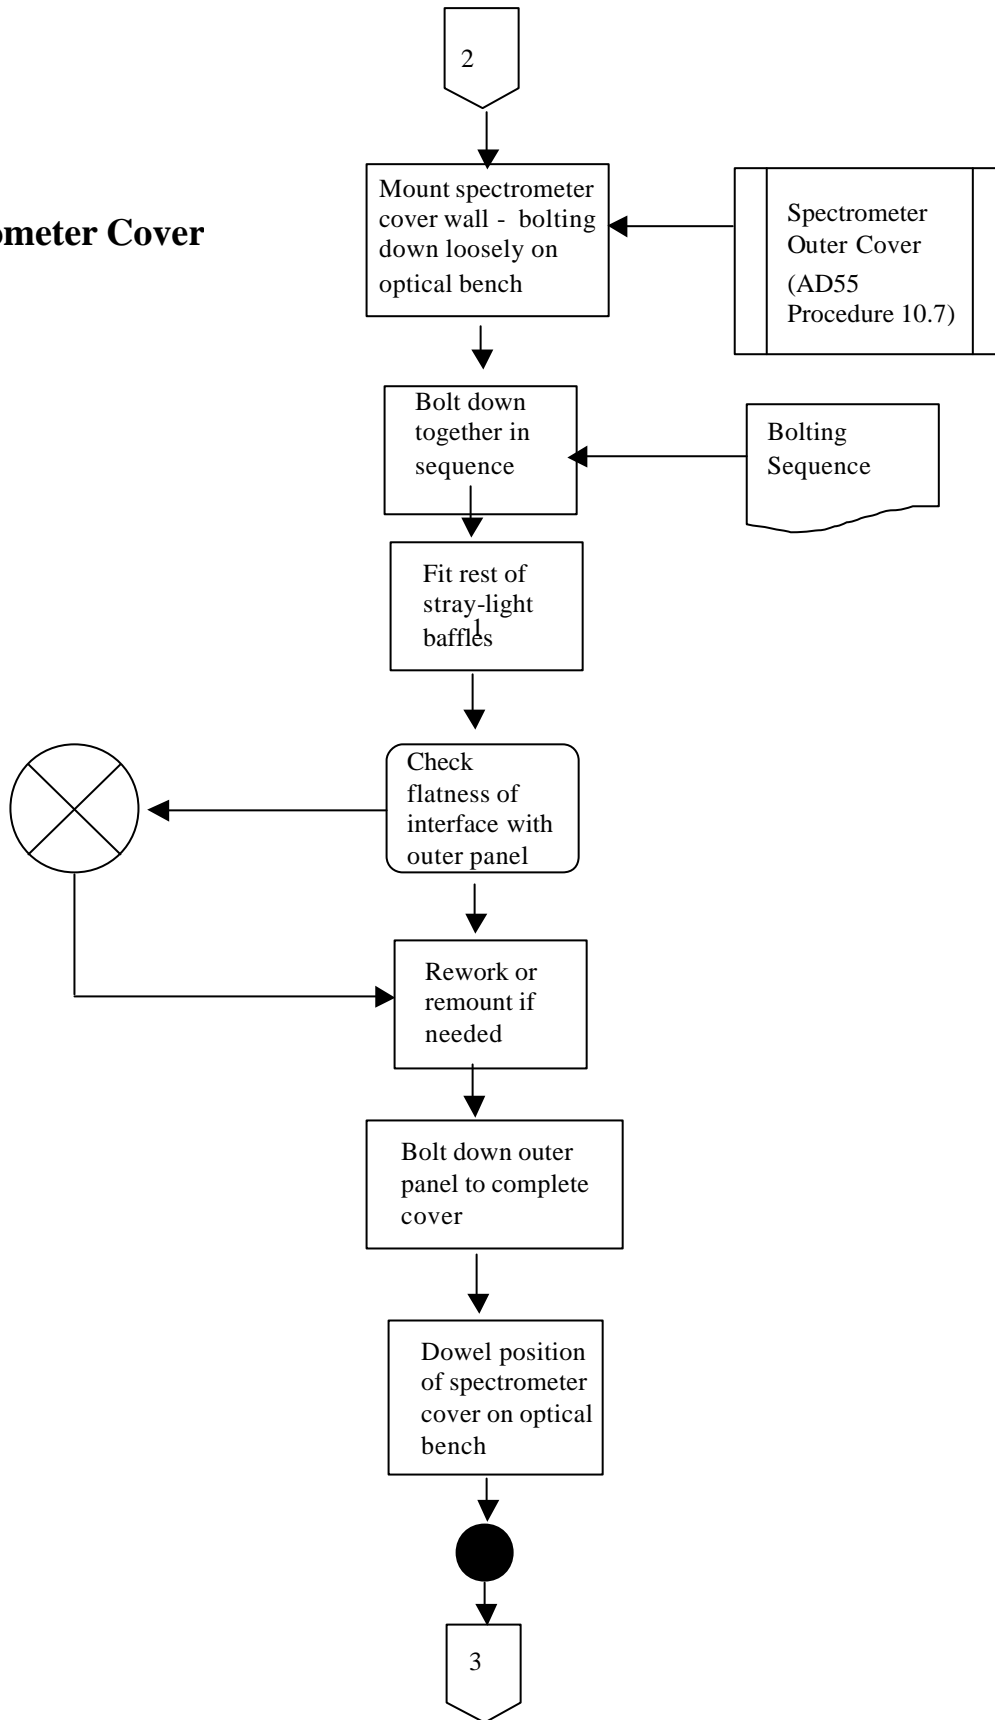 2
ometer Cover
Mount spectrometer
cover wall - bolting
down loosely on
optical bench
Spectrometer
Outer Cover
(AD55
Procedure 10.7)
Bolt down
together in
sequence
Bolting
Sequence
Fit rest of
stray-light
baffles
1
Check
flatness of
interface with
outer panel
Rework or
remount if
needed
Bolt down outer
panel to complete
cover
Dowel position
of spectrometer
cover on optical
bench
3